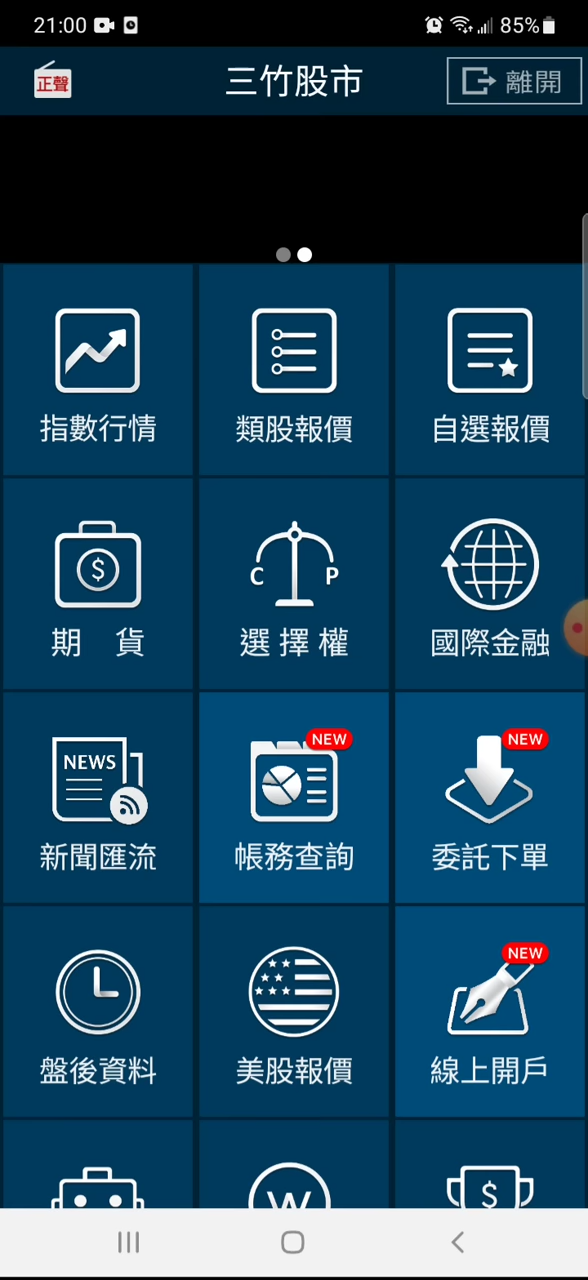 21:00
85%
正聲
三竹股市
離開
指數行情
類股報價
自選報價
$
C P
期 貨
選 擇 權
國際金融
NEWS
NEW
NEW
新聞匯流
帳務查詢
委託下單
NEW
盤後資料
美股報價
線上開戶
W
$